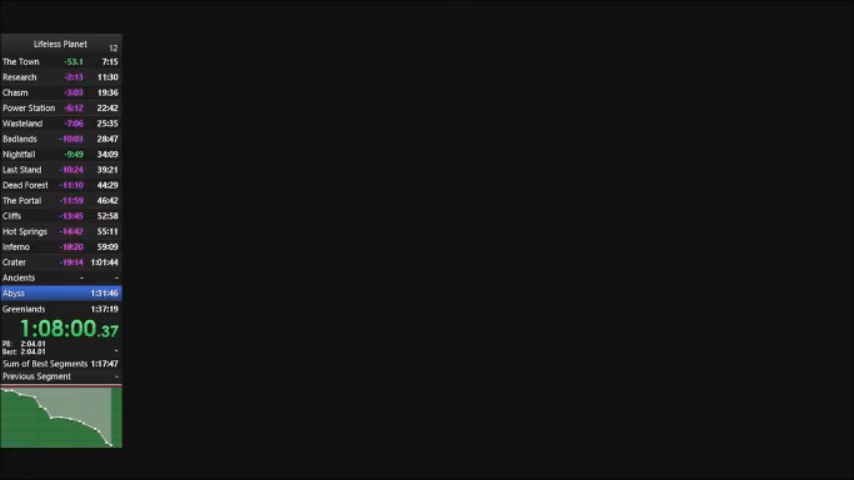 Lifeless Planet
12
The Town -53.1 7:15
Research -2:13 11:30
Chasm -3:03 19:36
Power Station -6:12 22:42
Wasteland -7:06 25:35
Badlands -10:03 28:47
Nightfall -9:49 34:09
Last Stand -10:24 39:21
Dead Forest -11:10 44:29
The Portal -11:59 46:42
Cliffs -13:45 52:58
Hot Springs -14:42 55:11
Inferno -18:20 59:09
Crater -19:14 1:01:44
Ancients - -
Abyss 1:31:46
Greenlands 1:37:19
1:08:00.37
PB: 2:04.01
Best: 2:04.01 -
Sum of Best Segments 1:17:47
Previous Segment -